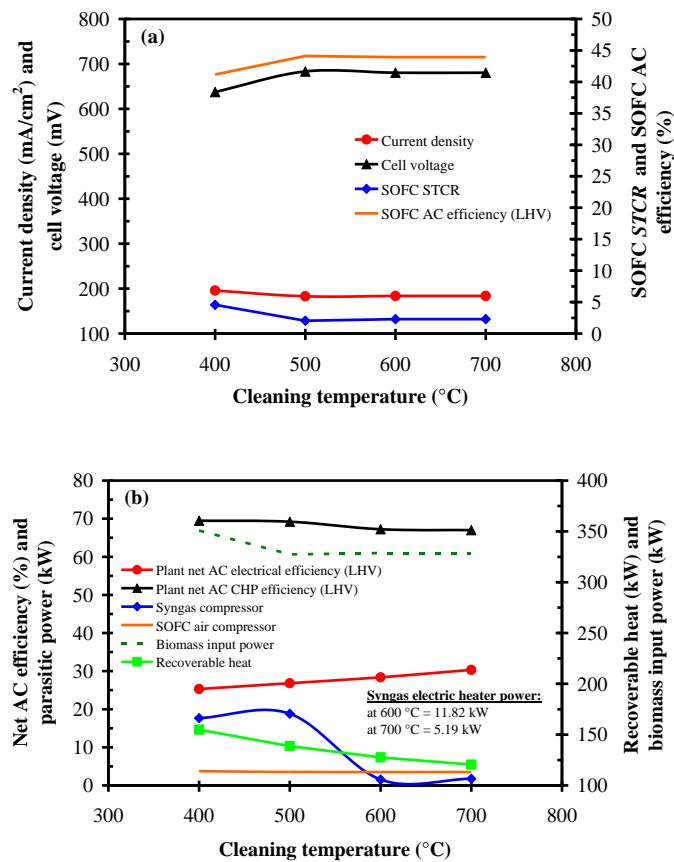 (a)
800
700
600
500
400
300
200
100
Current density (mA/cm²) and
cell voltage (mV)
50
45
40
35
30
25
20
15
10
5
0
SOFC STCR and SOFC AC
efficiency (%)
Current density
Cell voltage
SOFC STCR
SOFC AC efficiency (LHV)
300
400
500
600
700
800
Cleaning temperature (°C)
(b)
80
70
60
50
40
30
20
10
0
Net AC efficiency (%) and
parasitic power (kW)
400
350
300
250
200
150
100
Recoverable heat (kW) and
biomass input power (kW)
Plant net AC electrical efficiency (LHV)
Plant net AC CHP efficiency (LHV)
Syngas compressor
SOFC air compressor
Biomass input power
Recoverable heat
Syngas electric heater power:
at 600 °C = 11.82 kW
at 700 °C = 5.19 kW
300
400
500
600
700
800
Cleaning temperature (°C)